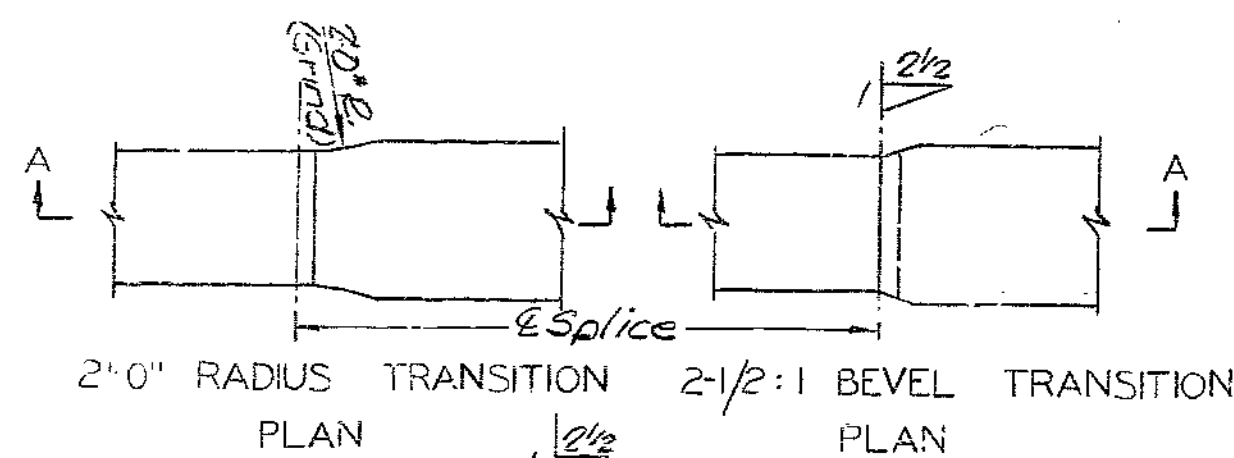 2'-0" R.
(Grind)
1
2½
A
A
℄ Splice
2'-0" RADIUS TRANSITION
PLAN
2-1/2:1 BEVEL TRANSITION
PLAN
1
2½